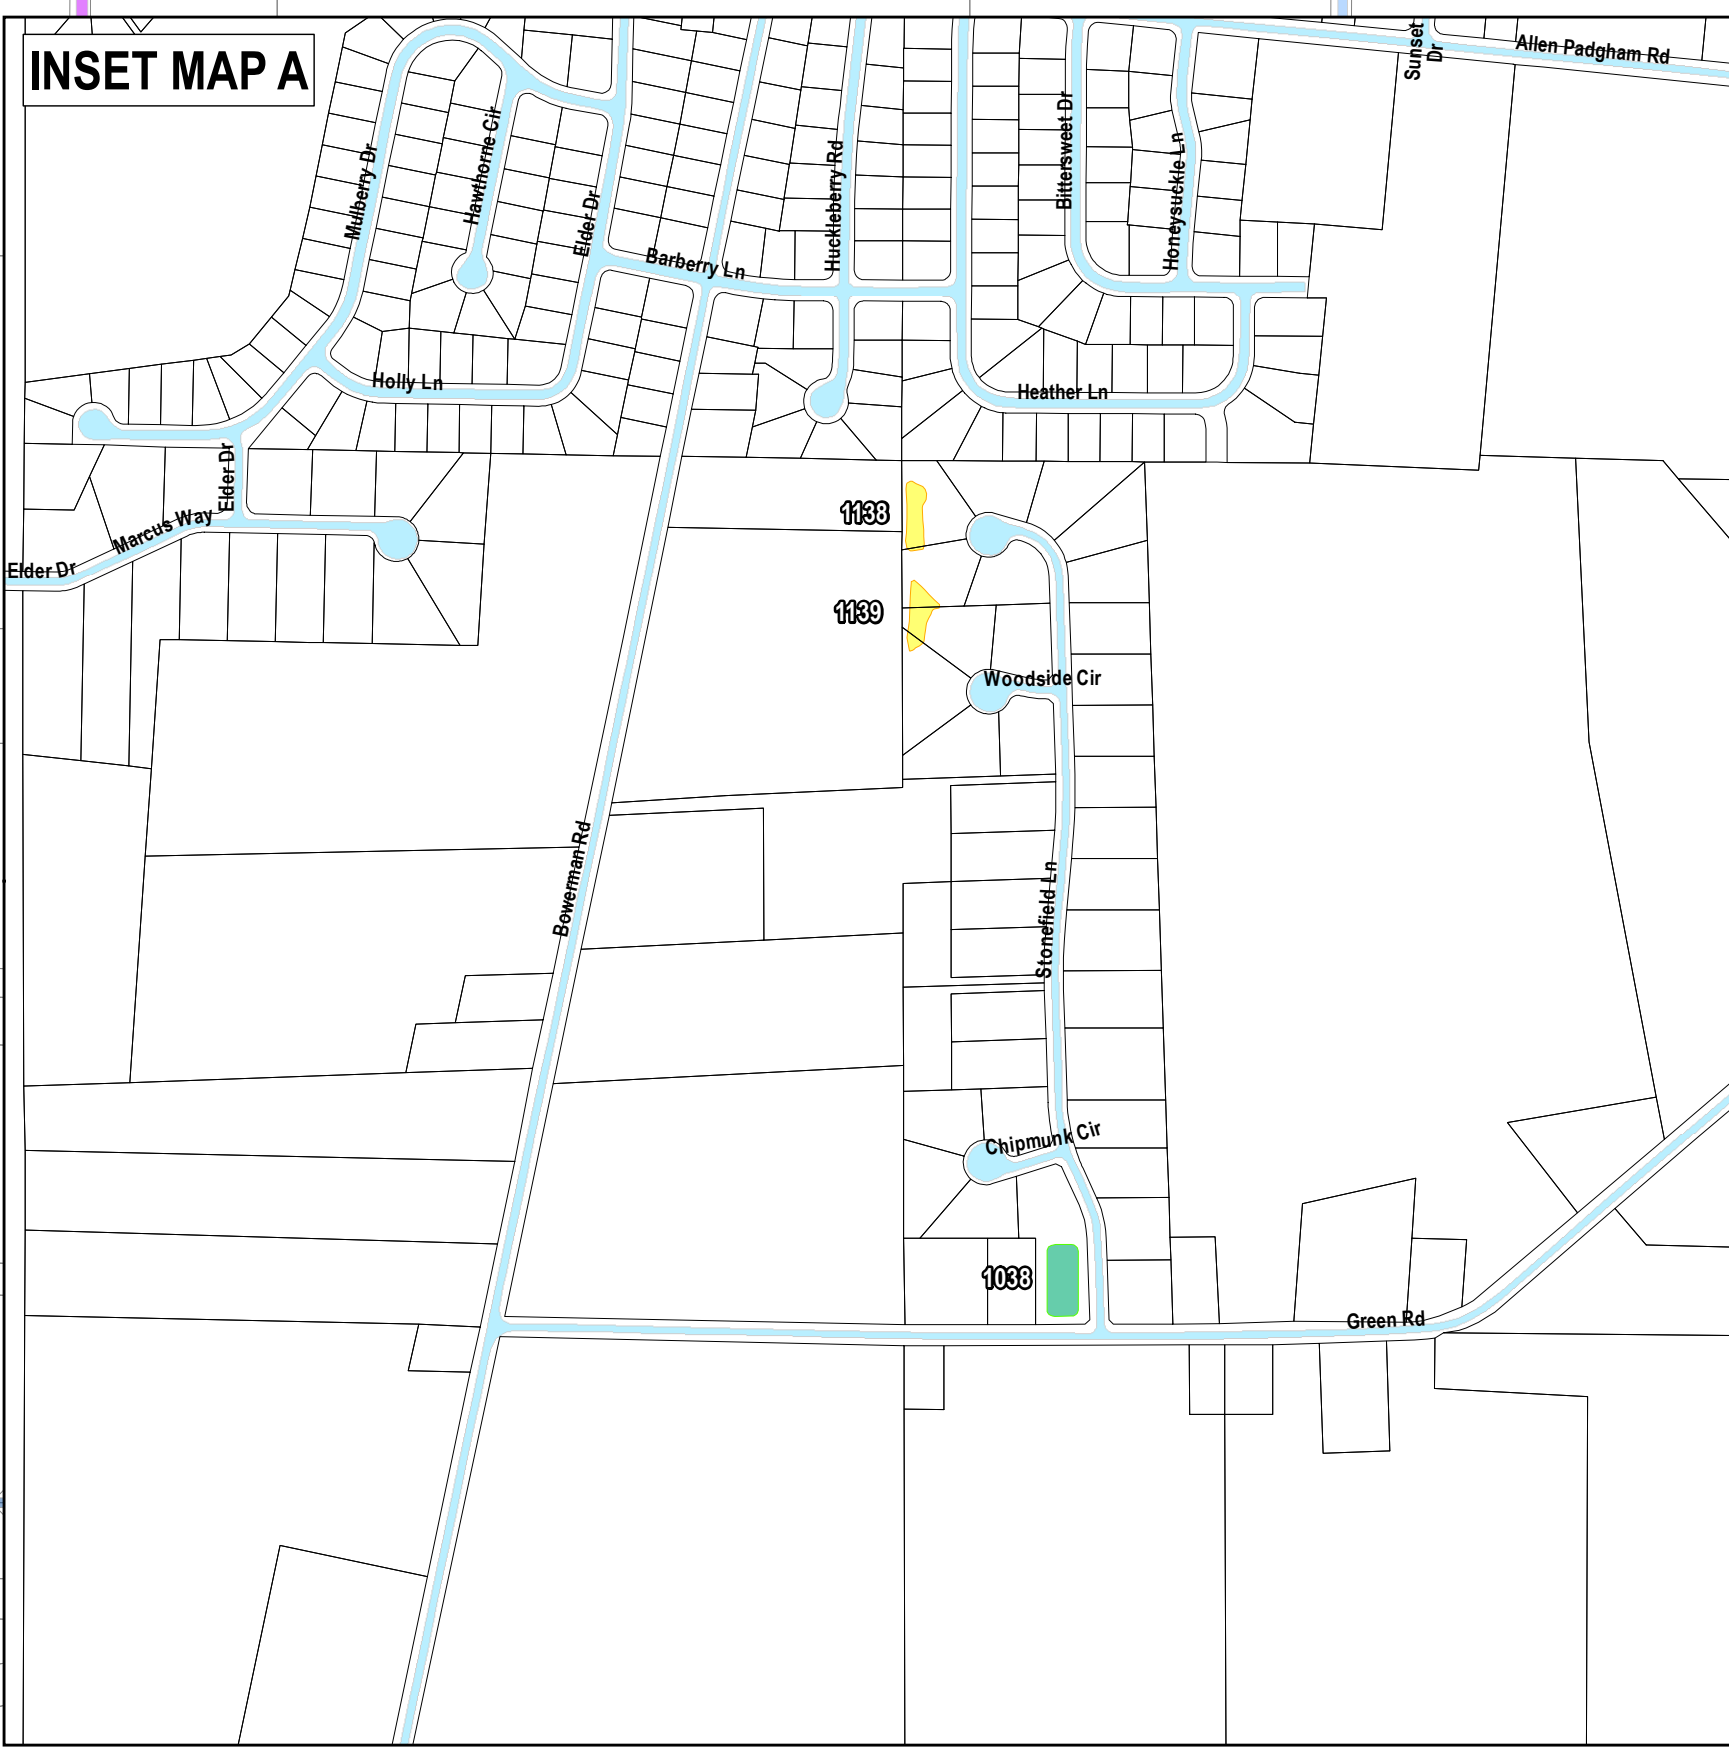 INSET MAP A
Sunset
Dr
Allen Padgham Rd
Mulberry Dr
Hawthorne Cir
Elder Dr
Barberry Ln
Huckleberry Rd
Bittersweet Dr
Honeysuckle Ln
Holly Ln
Heather Ln
Elder Dr
Marcus Way
Elder Dr
1138
1139
Woodside Cir
Bowerman Rd
Stonefield Ln
Chipmunk Cir
1038
Green Rd